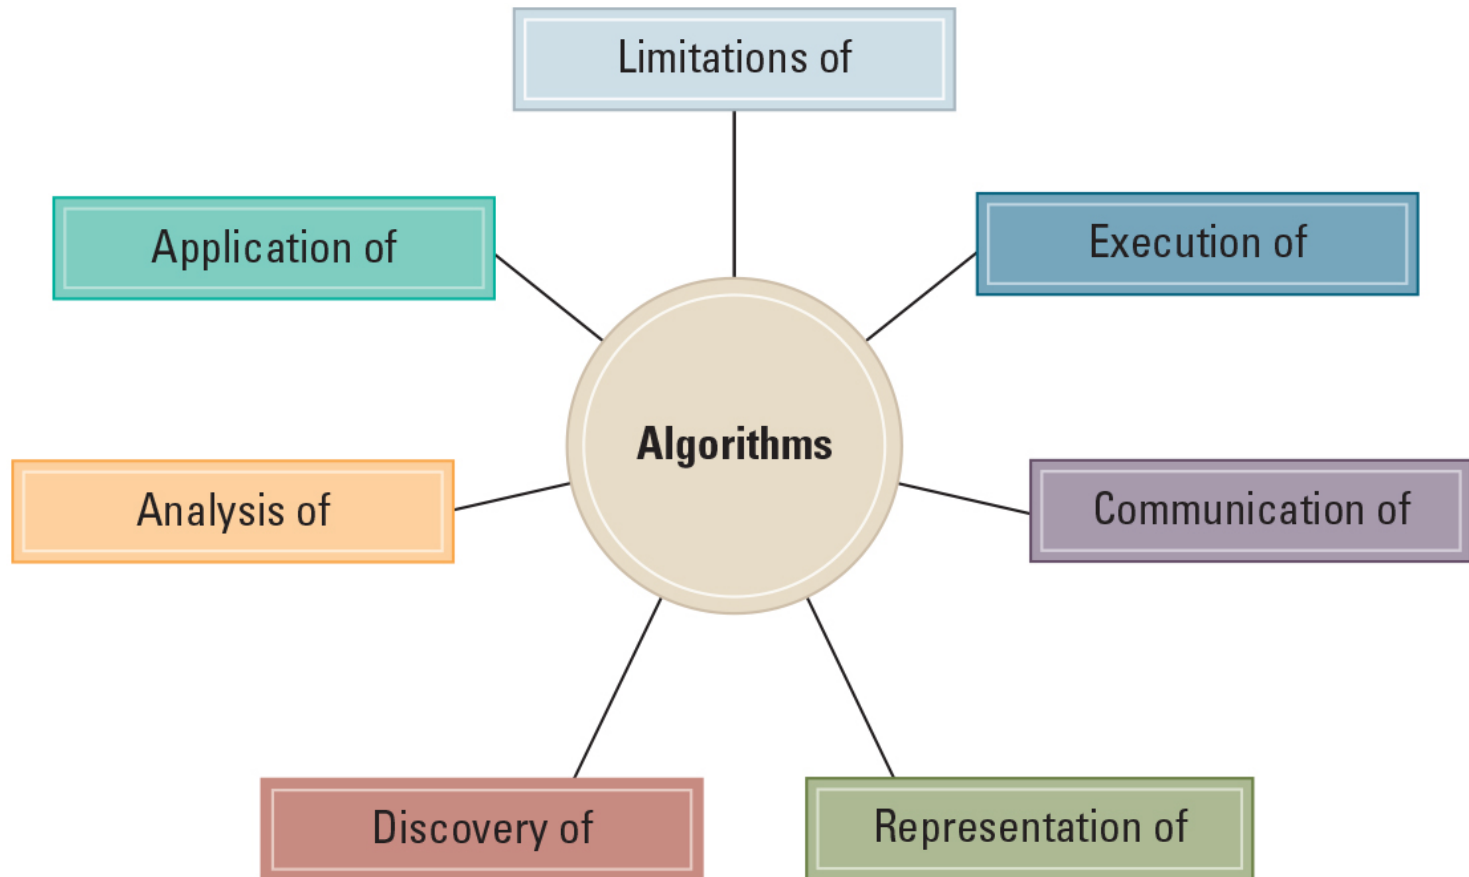 Limitations of
Application of
Execution of
Algorithms
Analysis of
Communication of
Discovery of
Representation of